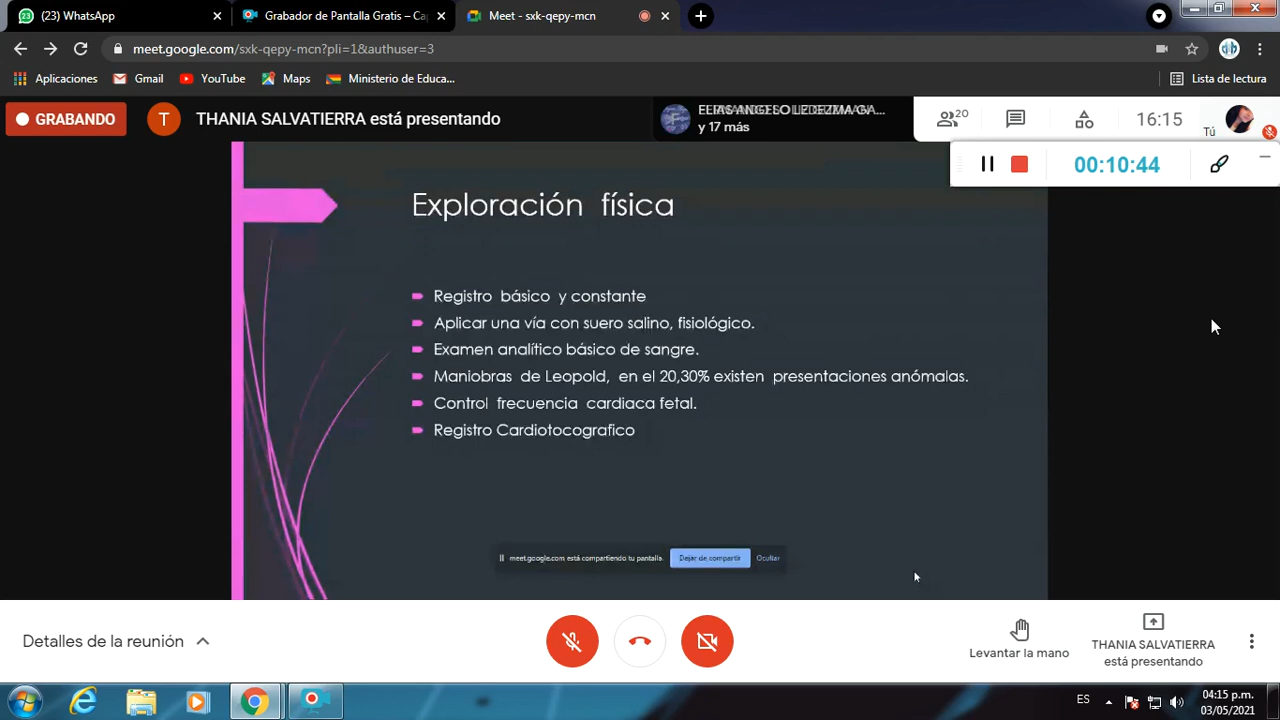 (23) WhatsApp
Grabador de Pantalla Gratis – Ca
Meet - sxk-qepy-mcn
meet.google.com/sxk-qepy-mcn?pli=1&authuser=3
Aplicaciones
Gmail
YouTube
Maps
Ministerio de Educa...
Lista de lectura
GRABANDO
T
THANIA SALVATIERRA está presentando
y 17 más
20
16:15
Tú
00:10:44
Exploración física
Registro básico y constante
Aplicar una vía con suero salino, fisiológico.
Examen analítico básico de sangre.
Maniobras de Leopold, en el 20,30% existen presentaciones anómalas.
Control frecuencia cardiaca fetal.
Registro Cardiotocografico
meet.google.com está compartiendo tu pantalla.
Dejar de compartir
Ocultar
Detalles de la reunión
Levantar la mano
THANIA SALVATIERRA
está presentando
ES
04:15 p.m.
03/05/2021